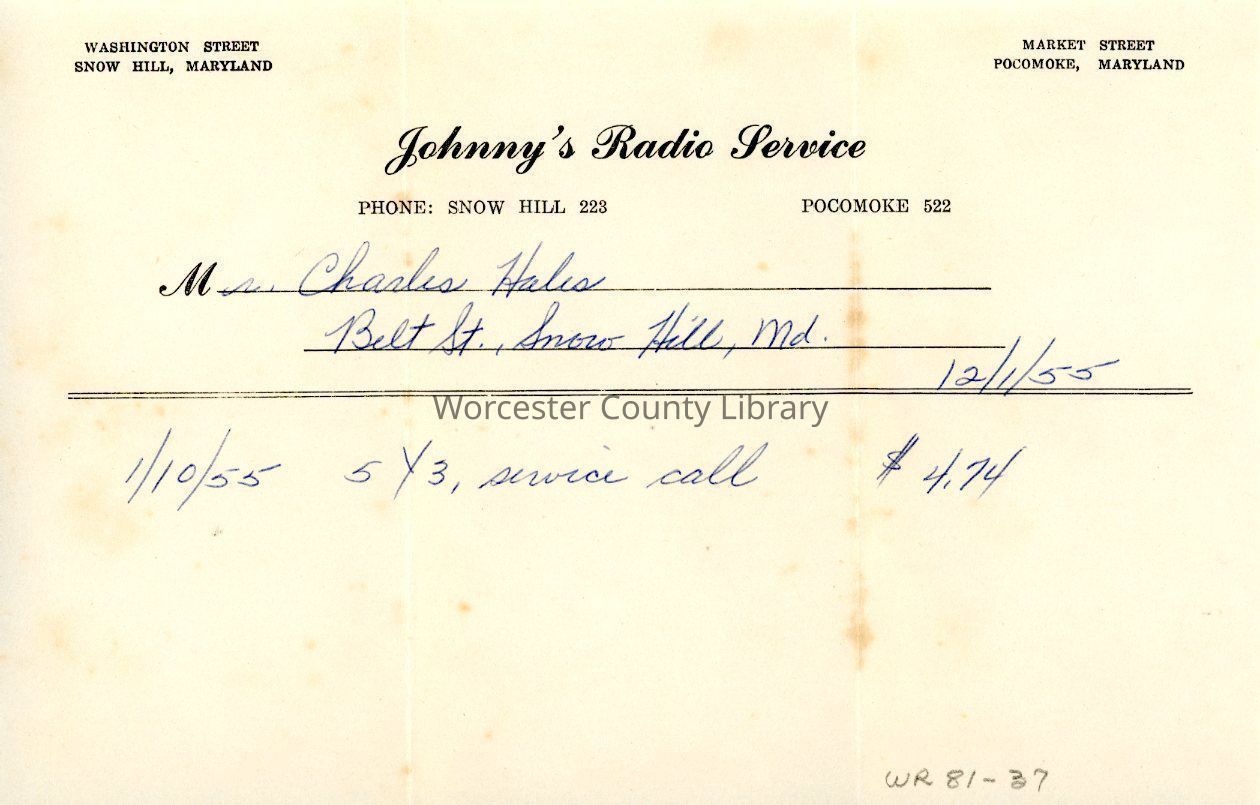 WASHINGTON STREET
SNOW HILL, MARYLAND
MARKET STREET
POCOMOKE, MARYLAND
Johnny's Radio Service
PHONE: SNOW HILL 223 POCOMOKE 522
Mr. Charles Hales
Belt St., Snow Hill, Md.
12/1/55
Worcester County Library
1/10/55 5Y3, service call $ 4.74
WR 81-37